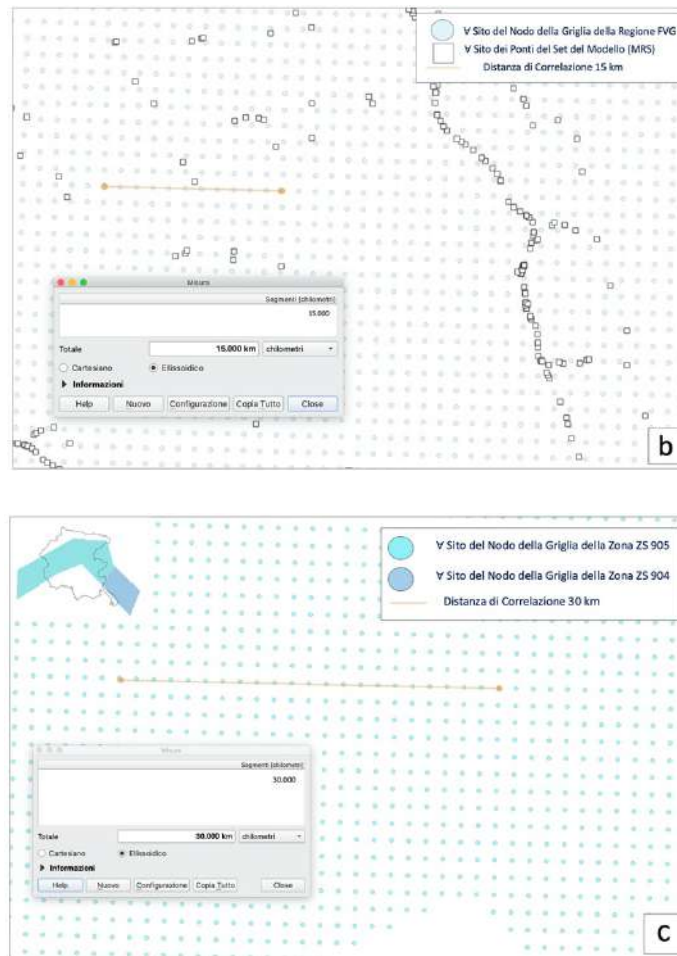 ∀ Sito del Nodo della Griglia della Regione FVG
∀ Sito dei Ponti del Set del Modello (MRS)
Distanza di Correlazione 15 km
Misura
Segmenti [chilometri]
15.000
Totale
15.000 km
chilometri
Cartesiano
Ellissoidico
Informazioni
Help
Nuovo
Configurazione
Copia Tutto
Close
b
∀ Sito del Nodo della Griglia della Zona ZS 905
∀ Sito del Nodo della Griglia della Zona ZS 904
Distanza di Correlazione 30 km
Misura
Segmenti [chilometri]
30.000
Totale
30.000 km
chilometri
Cartesiano
Ellissoidico
Informazioni
Help
Nuovo
Configurazione
Copia Tutto
Close
c